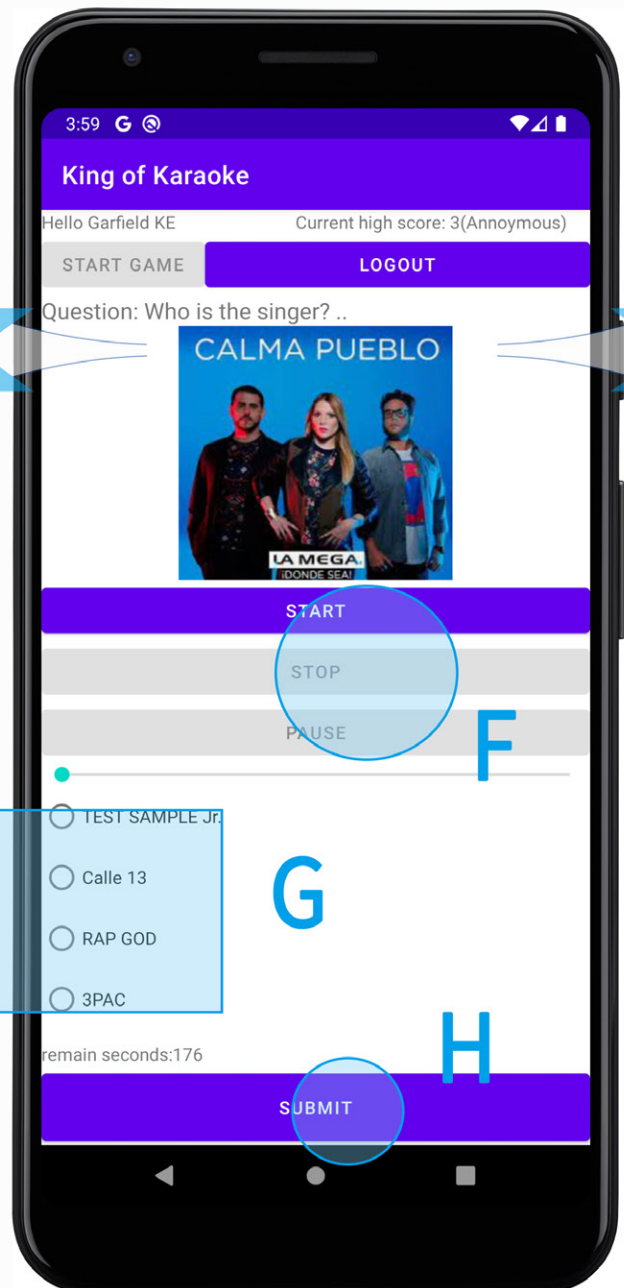 3:59 G
King of Karaoke
Hello Garfield KE Current high score: 3(Annoymous)
START GAME LOGOUT
Question: Who is the singer? ..
CALMA PUEBLO
LA MEGA
¡DONDE SEA!
START
STOP
PAUSE
F
TEST SAMPLE Jr.
Calle 13
G
RAP GOD
3PAC
remain seconds:176
H
SUBMIT